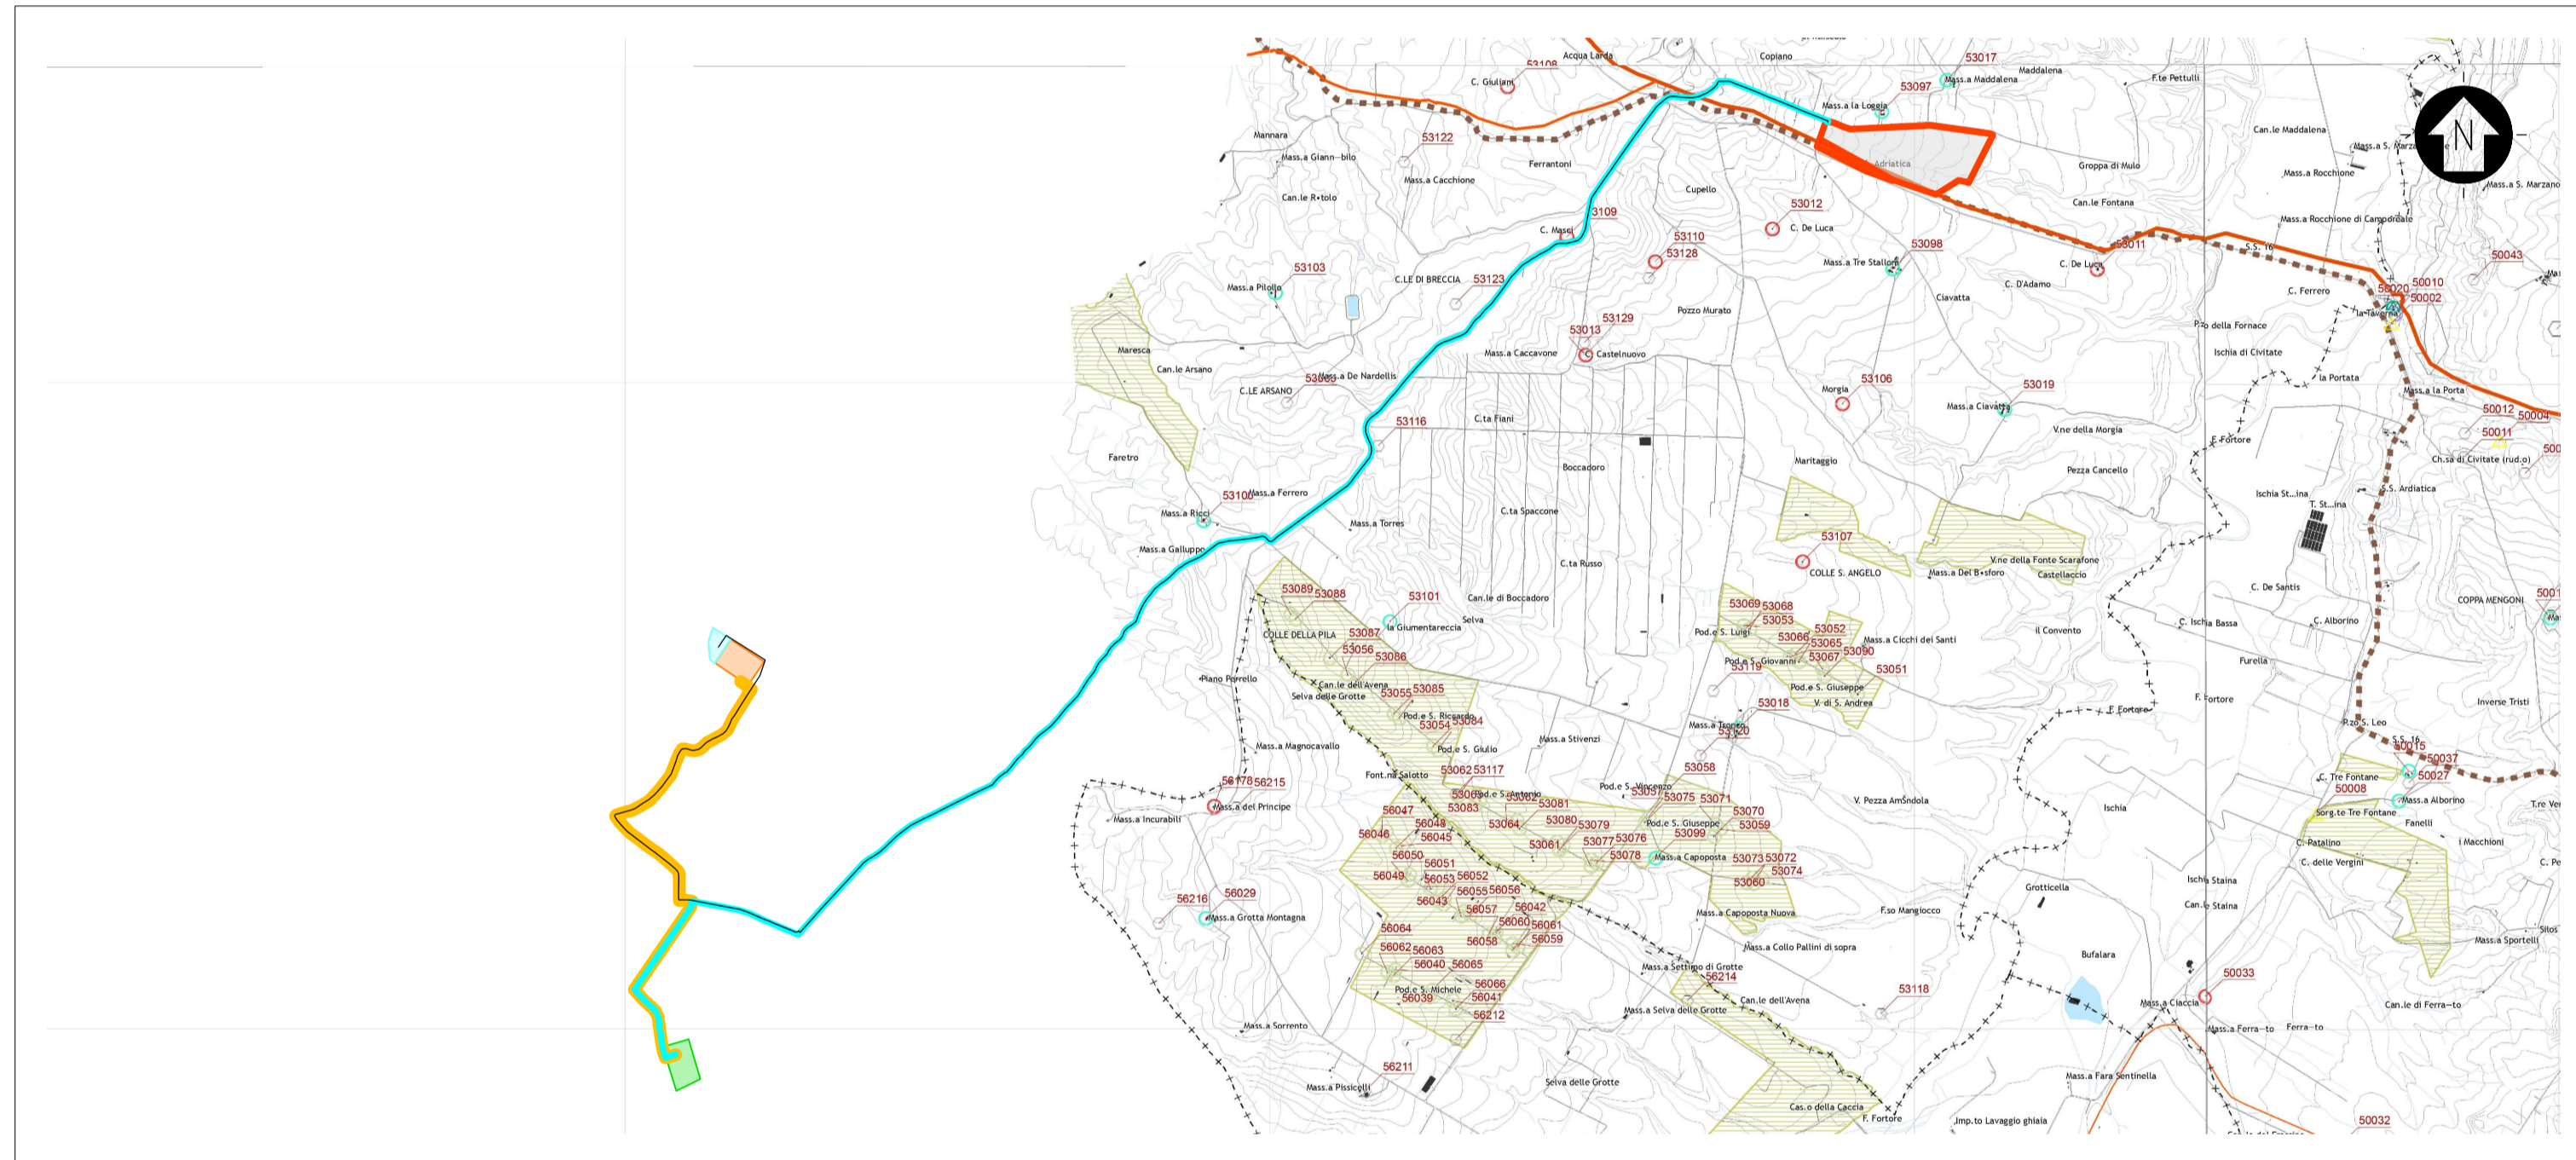 Acqua Larda
Copiano
53017
53108
C. Giuliani
Maddalena
Mass.a Maddalena
F.te Pettulli
53097
Mass.a la Loggia
N
Mannara
53122
Can.le Maddalena
Mass.a Giann—bilo
Ferrantoni
Adriatica
Groppa di Mulo
Mass.a Rocchione
Mass.a Cacchione
Cupello
Mass.a S. Marzano
Can.le R•tolo
Can.le Fontana
53012
3109
Mass.a Rocchione di Camporeale
C. Masci
C. De Luca
53110
53098
53011
S.S. 16
53128
53103
Mass.a Tre Stalloni
C. De Luca
50043
C.LE DI BRECCIA
53123
Mass.a Pilollo
C. D'Adamo
C. Ferrero
50020
50010
50002
Ciavatta
Pozzo Murato
la Taverna
53129
53013
P.zo della Fornace
Maresca
Mass.a Caccavone
C. Castelnuovo
Ischia di Civitate
Can.le Arsano
Mass.a De Nardellis
53106
la Portata
53019
C.LE ARSANO
Morgia
Mass.a la Porta
Mass.a Ciavatta
50012
50004
53116
C.ta Fiani
V.ne della Morgia
50011
F. Fortore
Faretro
Boccadoro
Maritaggio
Ch.sa di Civitate (rud.o)
Pezza Cancello
Mass.a Ferrero
S.S. Ardiatica
Ischia St...ina
T. St...ina
Mass.a Ricci
C.ta Spaccone
Mass.a Torres
53107
Mass.a Galluppo
V.ne della Fonte Scarafone
C.ta Russo
COLLE S. ANGELO
Mass.a Del B•sforo
Castellaccio
C. De Santis
53089
53088
53101
Can.le di Boccadoro
COPPA MENGONI
53069
53068
53053
Selva
C. Ischia Bassa
C. Alborino
la Giumentareccia
53052
il Convento
COLLE DELLA PILA
53087
Pod.e S. Luigi
53066
53065
Mass.a Cicchi dei Santi
53056
53086
53067
53090
Pod.e S. Giovanni
53119
53051
Furella
Piano Perrello
Can.le dell'Avena
Selva delle Grotte
53055
53085
Pod.e S. Giuseppe
F. Fortore
V. di S. Andrea
53018
F. Fortore
Inverse Tristi
Pod.e S. Riccardo
53054
53084
Mass.a Tronco
P.zo S. Leo
Mass.a Magnocavallo
Mass.a Stivenzi
S.S. 16
50015
Pod.e S. Giulio
50037
Font.na Salotto
53062
53117
53058
C. Tre Fontane
50027
56178
56215
Pod.e S. Antonio
Pod.e S. Vincenzo
50008
Mass.a del Principe
53083
53081
53075
53071
V. Pezza AmŠndola
Ischia
Mass.a Alborino
56047
53070
Mass.a Incurabili
56048
53064
53080
53079
Pod.e S. Giuseppe
53059
Sorg.te Tre Fontane
Fanelli
56046
56045
53077
53076
53099
53061
C. Patalino
i Macchioni
56050
56051
53078
Mass.a Capoposta
53073
53072
C. delle Vergini
56049
56053
56052
53074
53060
Ischia Staina
56055
56056
Grotticella
56216
56029
56043
56057
56042
Can.le Staina
Mass.a Grotta Montagna
56060
56061
Mass.a Capoposta Nuova
F.so Mangiocco
56064
56058
56059
Silos
Mass.a Sportelli
56062
56063
Mass.a Collo Pallini di sopra
56040
56065
Mass.a Settimo di Grotte
Bufalara
56214
50033
Pod.e S. Michele
56066
53118
56039
56041
Can.le dell'Avena
Mass.a Ciaccia
Can.le di Ferra—to
56212
Mass.a Selva delle Grotte
Mass.a Sorrento
Mass.a Ferra—to
Ferra—to
56211
Mass.a Pissicelli
Selva delle Grotte
Mass.a Fara Sentinella
Cas.o della Caccia
F. Fortore
Imp.to Lavaggio ghiaia
50032